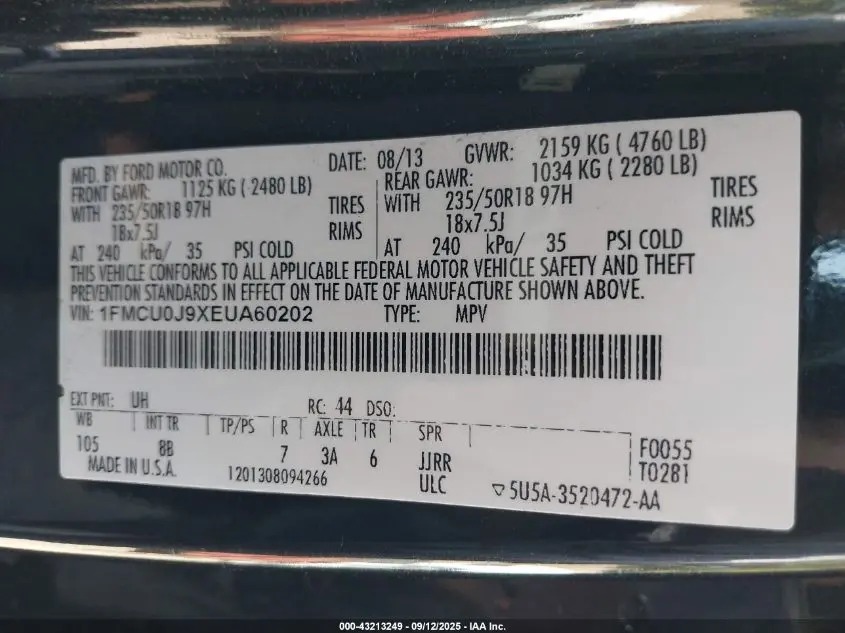 MFD. BY FORD MOTOR CO.
DATE: 08/13 GVWR: 2159 KG ( 4760 LB)
FRONT GAWR: 1125 KG ( 2480 LB)
REAR GAWR: 1034 KG ( 2280 LB)
WITH 235/50R18 97H TIRES
WITH 235/50R18 97H TIRES
18x7.5J RIMS
18x7.5J RIMS
AT 240 kPa/ 35 PSI COLD
AT 240 kPa/ 35 PSI COLD
THIS VEHICLE CONFORMS TO ALL APPLICABLE FEDERAL MOTOR VEHICLE SAFETY AND THEFT
PREVENTION STANDARDS IN EFFECT ON THE DATE OF MANUFACTURE SHOWN ABOVE.
VIN: 1FMCU0J9XEUA60202 TYPE: MPV
EXT PNT: UH RC: 44 DSO:
WB INT TR TP/PS R AXLE TR SPR
105 8B 7 3A 6 JJRR
F0055
T0281
MADE IN U.S.A. 1201308094266 ULC
5U5A-3520472-AA
000-43213249 - 09/12/2025 - IAA Inc.